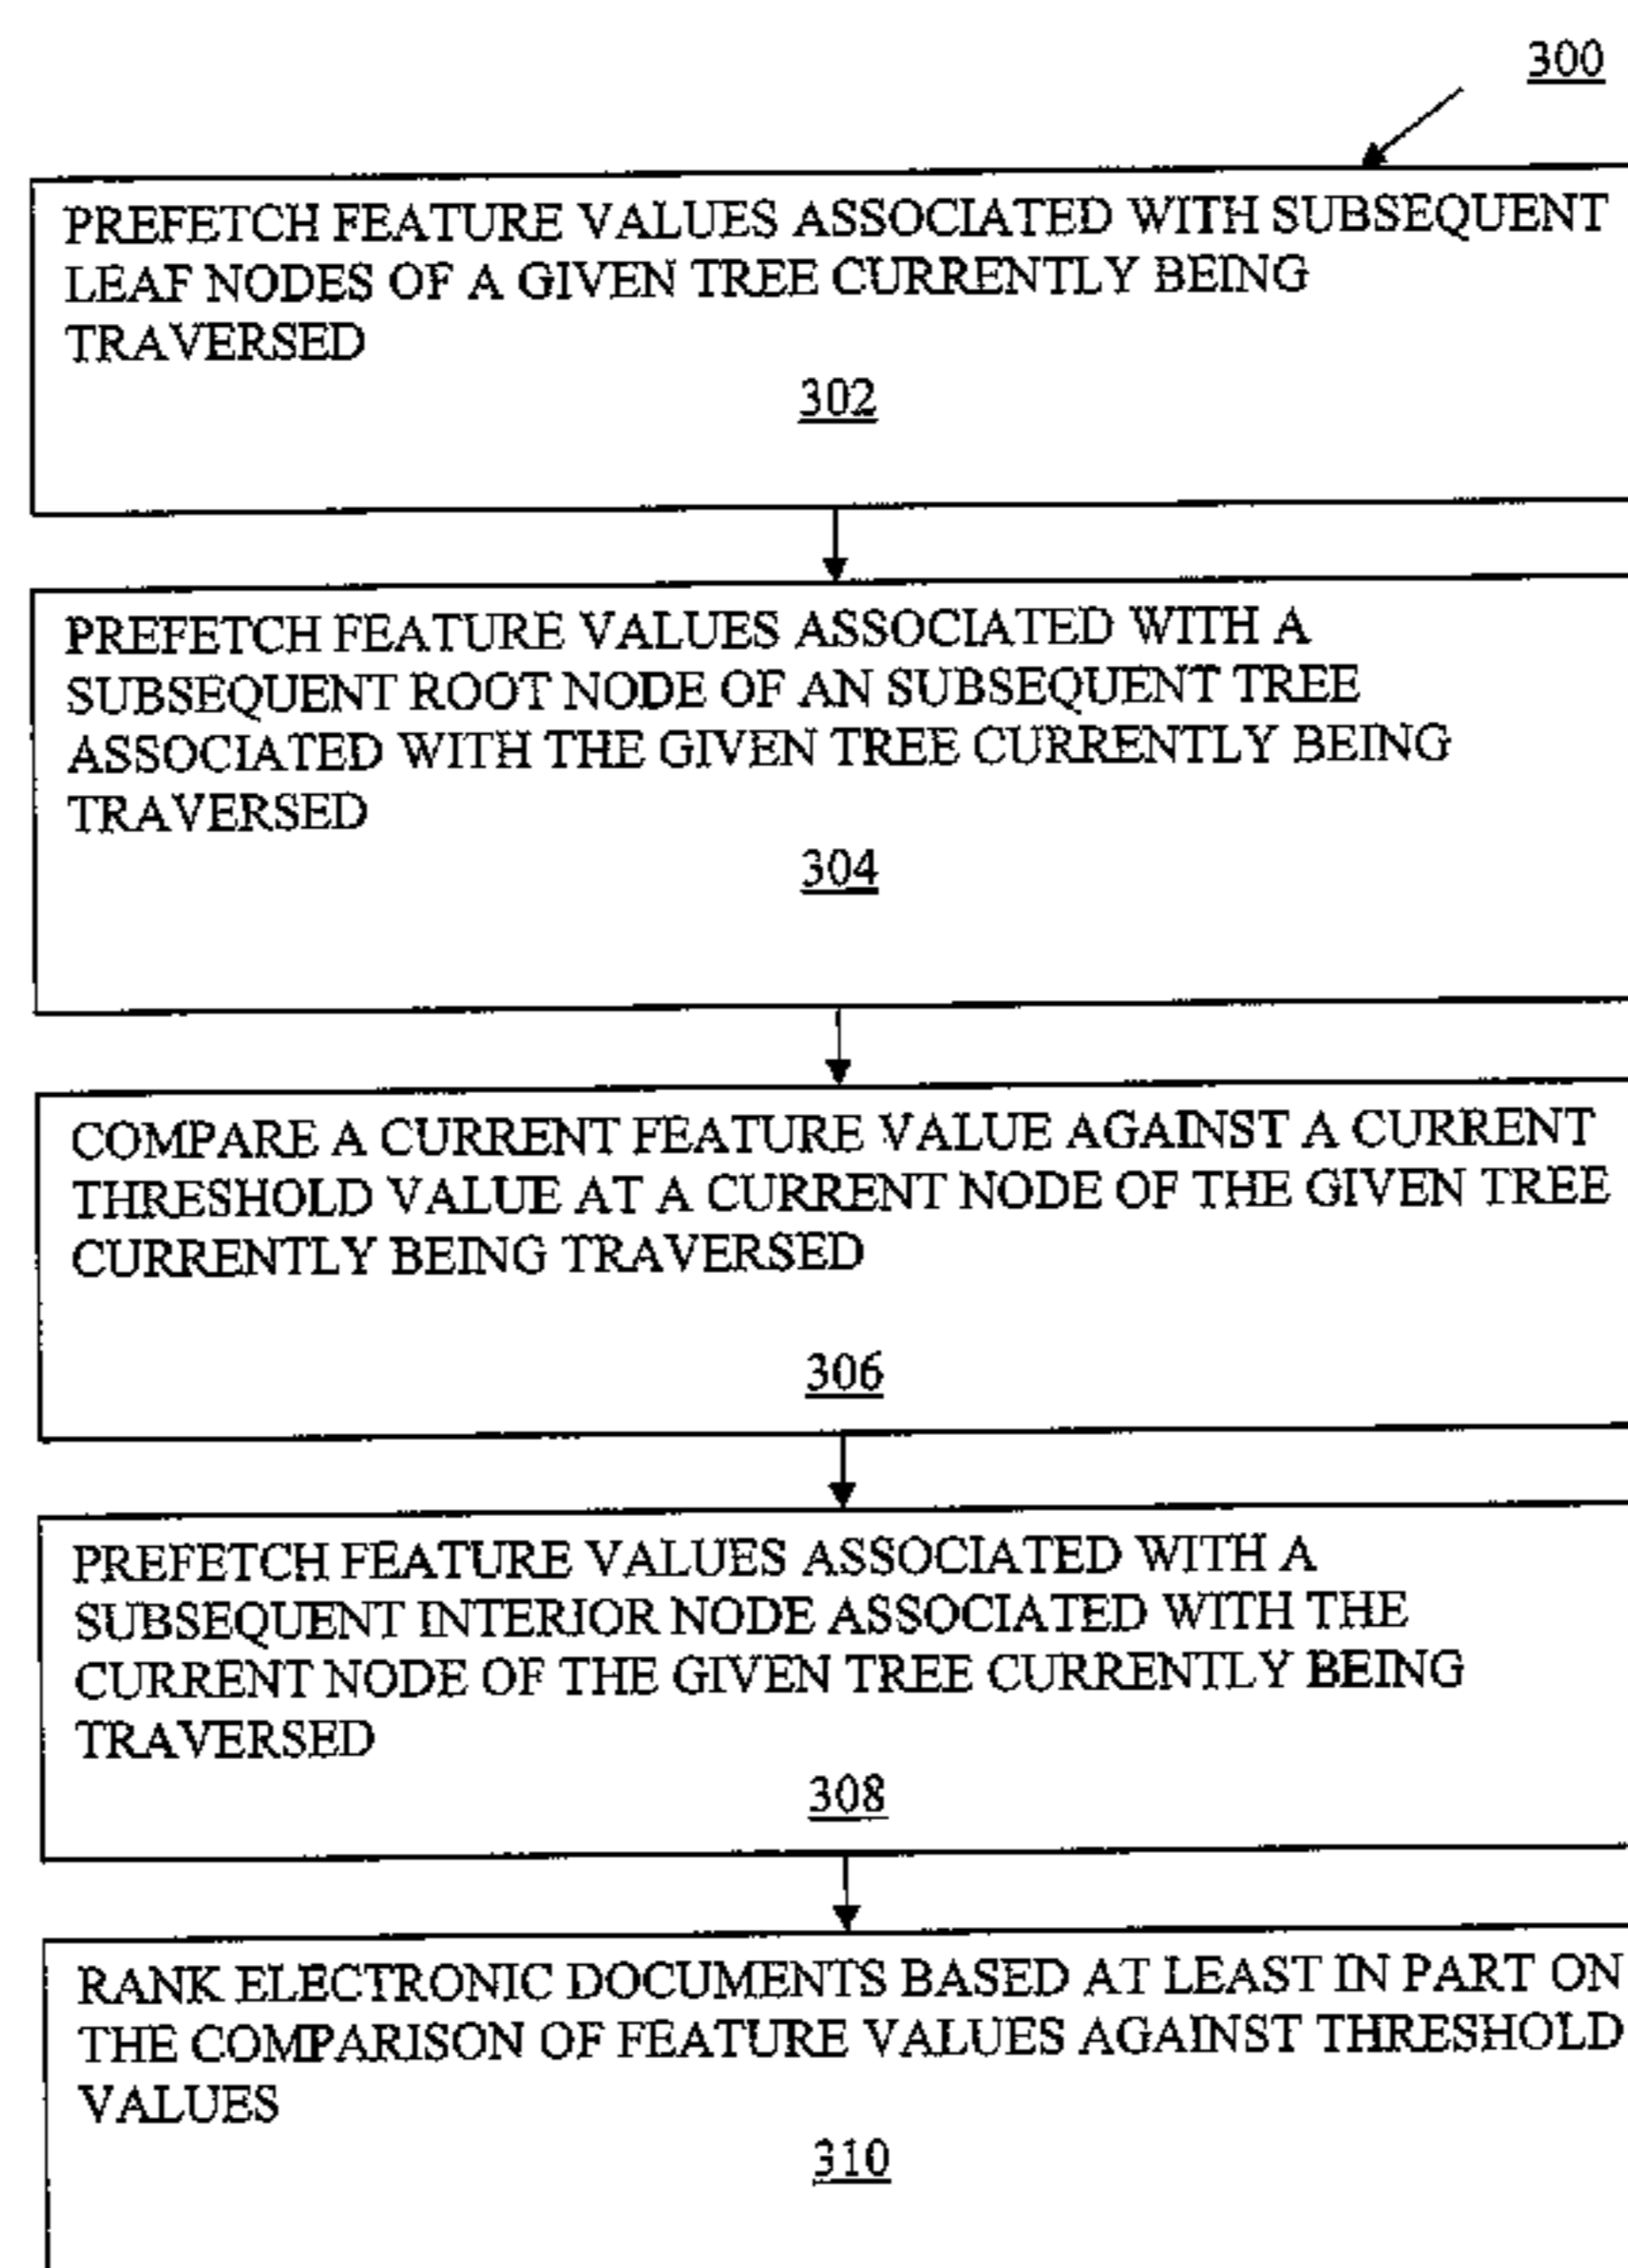 300
PREFETCH FEATURE VALUES ASSOCIATED WITH SUBSEQUENT
LEAF NODES OF A GIVEN TREE CURRENTLY BEING
TRAVERSED
302
PREFETCH FEATURE VALUES ASSOCIATED WITH A
SUBSEQUENT ROOT NODE OF AN SUBSEQUENT TREE
ASSOCIATED WITH THE GIVEN TREE CURRENTLY BEING
TRAVERSED
304
COMPARE A CURRENT FEATURE VALUE AGAINST A CURRENT
THRESHOLD VALUE AT A CURRENT NODE OF THE GIVEN TREE
CURRENTLY BEING TRAVERSED
306
PREFETCH FEATURE VALUES ASSOCIATED WITH A
SUBSEQUENT INTERIOR NODE ASSOCIATED WITH THE
CURRENT NODE OF THE GIVEN TREE CURRENTLY BEING
TRAVERSED
308
RANK ELECTRONIC DOCUMENTS BASED AT LEAST IN PART ON
THE COMPARISON OF FEATURE VALUES AGAINST THRESHOLD
VALUES
310